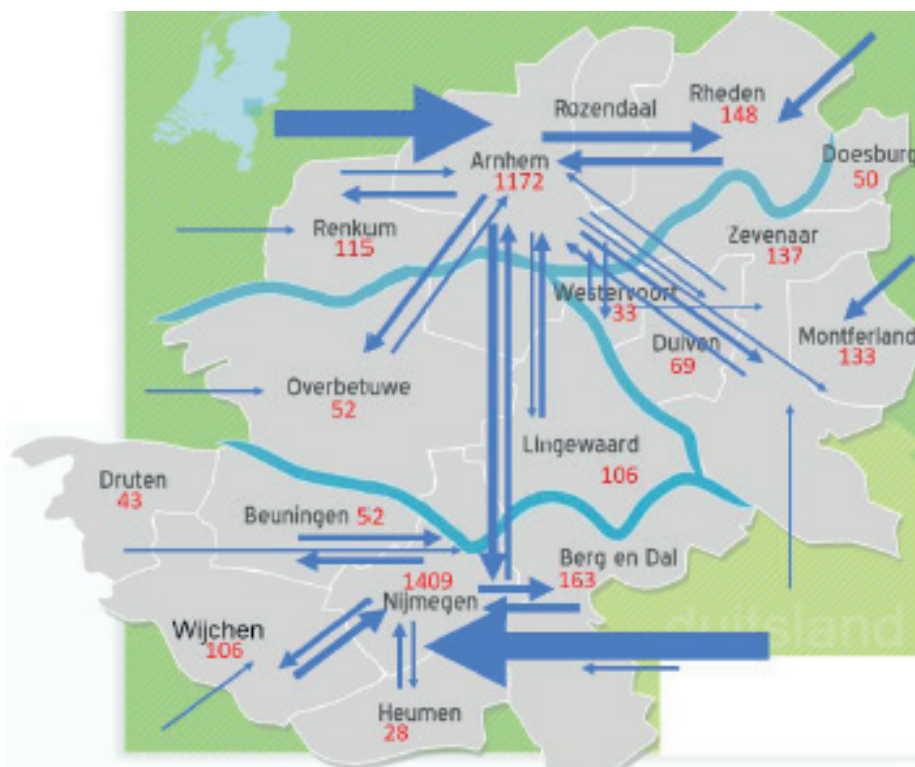 Rozendaal
Rheden
148
Doesburg
50
Arnhem
1172
Renkum
115
Zevenaar
137
Westervoort
33
Duiven
69
Montferland
133
Overbetuwe
52
Lingewaard
106
Druten
43
Beuningen 52
Berg en Dal
163
1409
Nijmegen
duitsland
Wijchen
106
Heumen
28